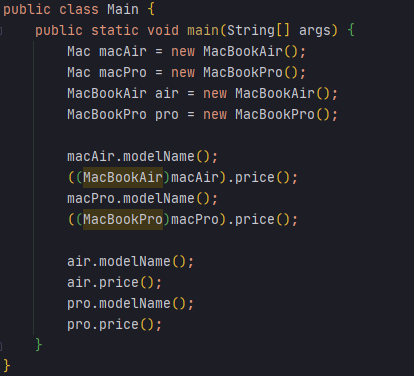 public class Main {
public static void main(String[] args) {
Mac macAir = new MacBookAir();
Mac macPro = new MacBookPro();
MacBookAir air = new MacBookAir();
MacBookPro pro = new MacBookPro();
macAir.modelName();
((MacBookAir)macAir).price();
macPro.modelName();
((MacBookPro)macPro).price();
air.modelName();
air.price();
pro.modelName();
pro.price();
}
}